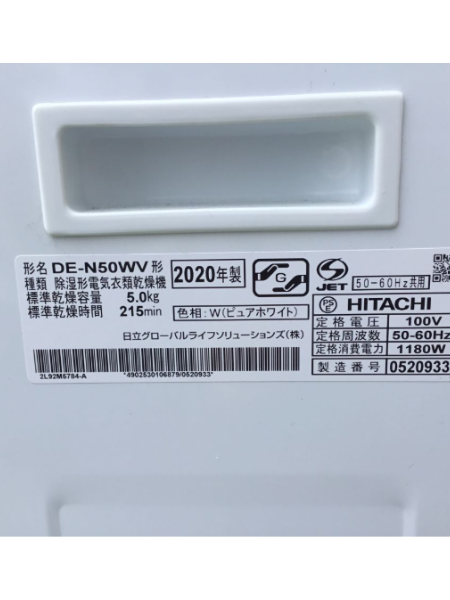 形名 DE-N50WV 形
種類 除湿形電気衣類乾燥機
標準乾燥容量 5.0kg
標準乾燥時間 215min
2020年製
色相:W(ピュアホワイト)
日立グローバルライフソリューションズ(株)
2L92M5784-A
*4902530106879/0520933*
G
S
JET
50-60Hz共用
PS
E
HITACHI
定格電圧 100V
定格周波数 50-60Hz
定格消費電力 1180W
製造番号 0520933